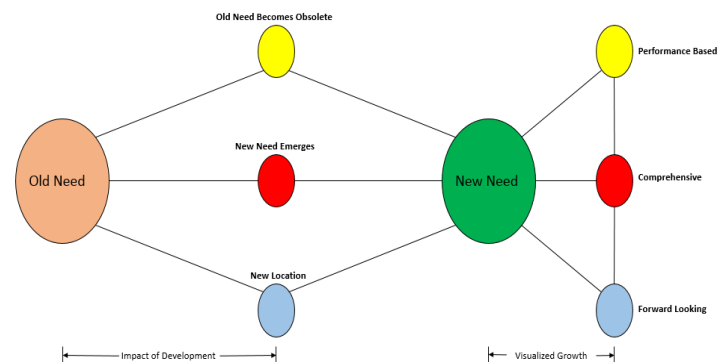 Old Need Becomes Obsolete
Performance Based
New Need Emerges
Old Need
New Need
Comprehensive
New Location
Forward Looking
Impact of Development
Visualized Growth